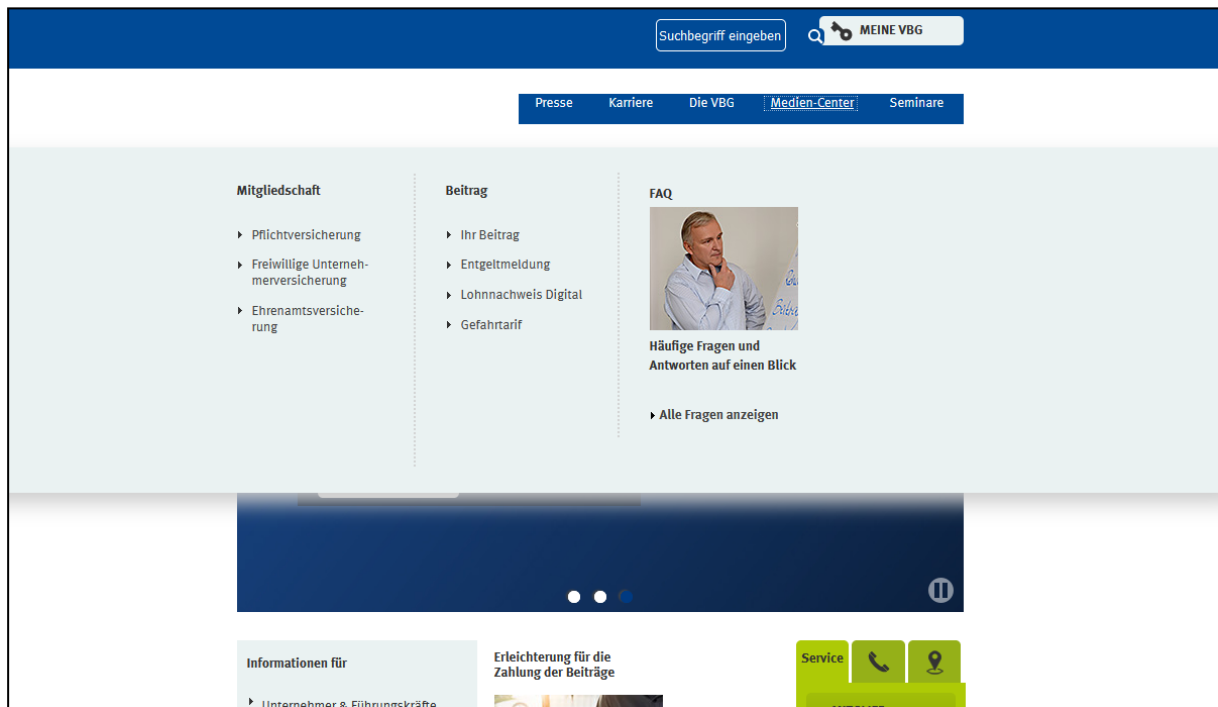 Suchbegriff eingeben
MEINE VBG
Presse Karriere Die VBG Medien-Center Seminare
Mitgliedschaft
Pflichtversicherung
Freiwillige Unterneh-
merversicherung
Ehrenamtsversiche-
rung
Beitrag
Ihr Beitrag
Entgeltmeldung
Lohnnachweis Digital
Gefahrtarif
FAQ
Häufige Fragen und
Antworten auf einen Blick
Alle Fragen anzeigen
Informationen für
Unternehmer & Führungskräfte
Erleichterung für die
Zahlung der Beiträge
Service